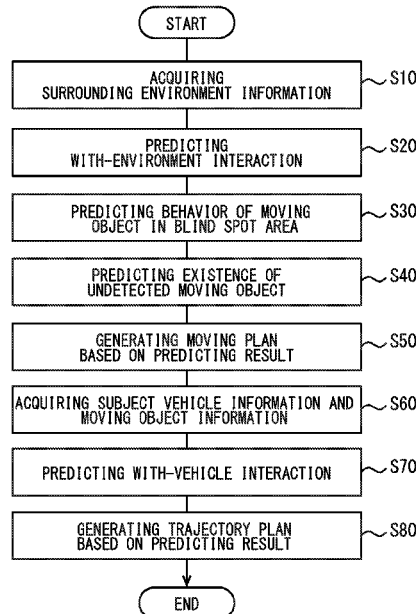 START
ACQUIRING
SURROUNDING ENVIRONMENT INFORMATION
S10
PREDICTING
WITH-ENVIRONMENT INTERACTION
S20
PREDICTING BEHAVIOR OF MOVING
OBJECT IN BLIND SPOT AREA
S30
PREDICTING EXISTENCE OF
UNDETECTED MOVING OBJECT
S40
GENERATING MOVING PLAN
BASED ON PREDICTING RESULT
S50
ACQUIRING SUBJECT VEHICLE INFORMATION AND
MOVING OBJECT INFORMATION
S60
PREDICTING WITH-VEHICLE INTERACTION
S70
GENERATING TRAJECTORY PLAN
BASED ON PREDICTING RESULT
S80
END